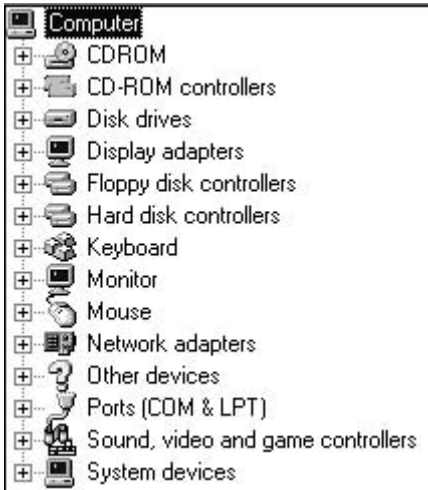 Computer
CDROM
CD-ROM controllers
Disk drives
Display adapters
Floppy disk controllers
Hard disk controllers
Keyboard
Monitor
Mouse
Network adapters
Other devices
Ports (COM & LPT)
Sound, video and game controllers
System devices